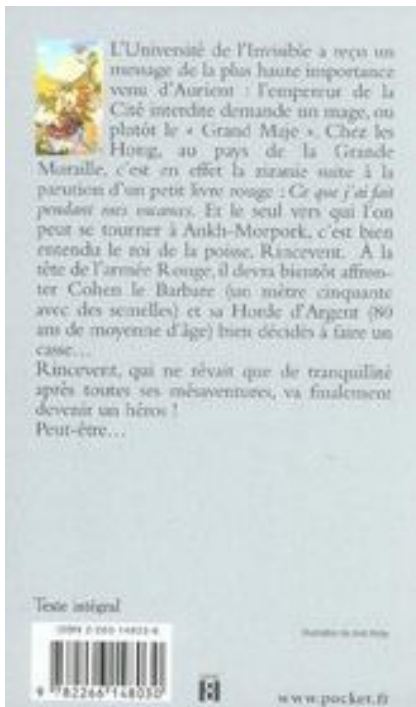 L'Université de l'Invisible a reçu un
message de la plus haute importance
venu d'Aurient : l'empereur de la
Cité interdite demande un mage, ou
plutôt le « Grand Maje ». Chez les
Hong, au pays de la Grande
Muraille, c'est en effet la zizanie suite à la
parution d'un petit livre rouge : Ce que j'ai fait
pendant mes vacances. Et le seul vers qui l'on
peut se tourner à Ankh-Morpork, c'est bien
entendu le roi de la poisse, Rincevent. À la
tête de l'armée Rouge, il devra bientôt affron-
ter Cohen le Barbare (un mètre cinquante
avec des semelles) et sa Horde d'Argent (80
ans de moyenne d'âge) bien décidés à faire un
casse...
Rincevent, qui ne rêvait que de tranquillité
après toutes ses mésaventures, va finalement
devenir un héros !
Peut-être...
Texte intégral
9 782266 148030
www.pocket.fr